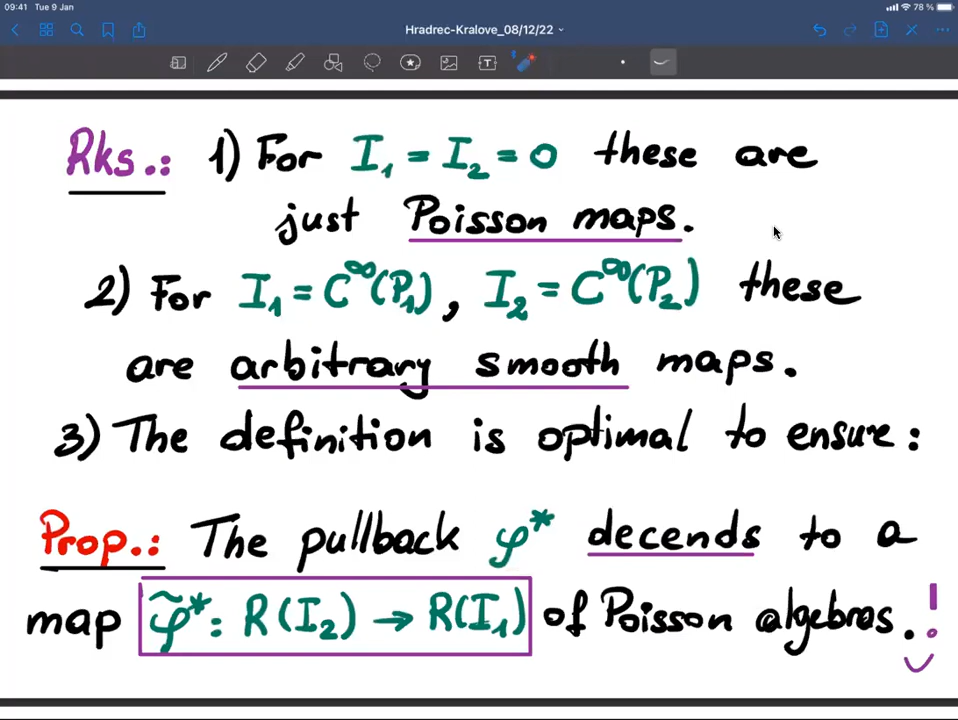 09:41 Tue 9 Jan 78 %
Hradrec-Kralove_08/12/22
Rks.: 1) For I₁ = I₂ = 0 these are
just Poisson maps.
2) For I₁ = C^∞(P₁), I₂ = C^∞(P₂) these
are arbitrary smooth maps.
3) The definition is optimal to ensure:
Prop.: The pullback φ* decends to a
map φ̃*: R(I₂) → R(I₁) of Poisson algebras.!